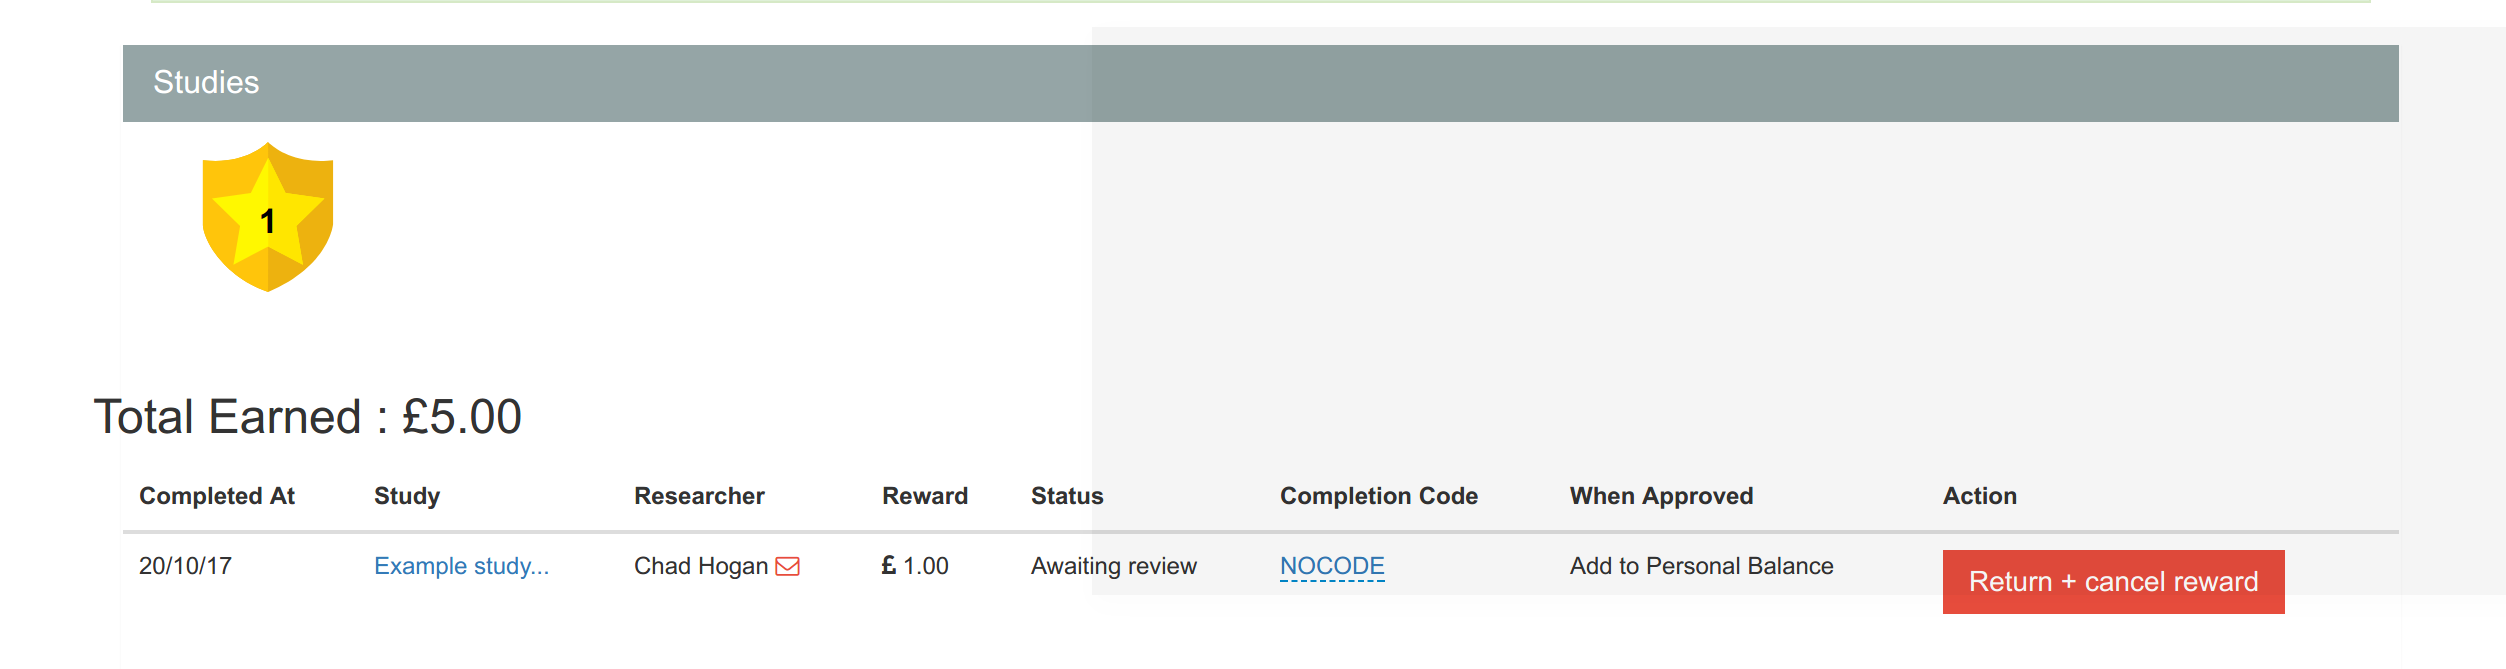 Studies
1
Total Earned : £5.00
Completed At Study Researcher Reward Status Completion Code When Approved Action
20/10/17 Example study... Chad Hogan £ 1.00 Awaiting review NOCODE Add to Personal Balance Return + cancel reward